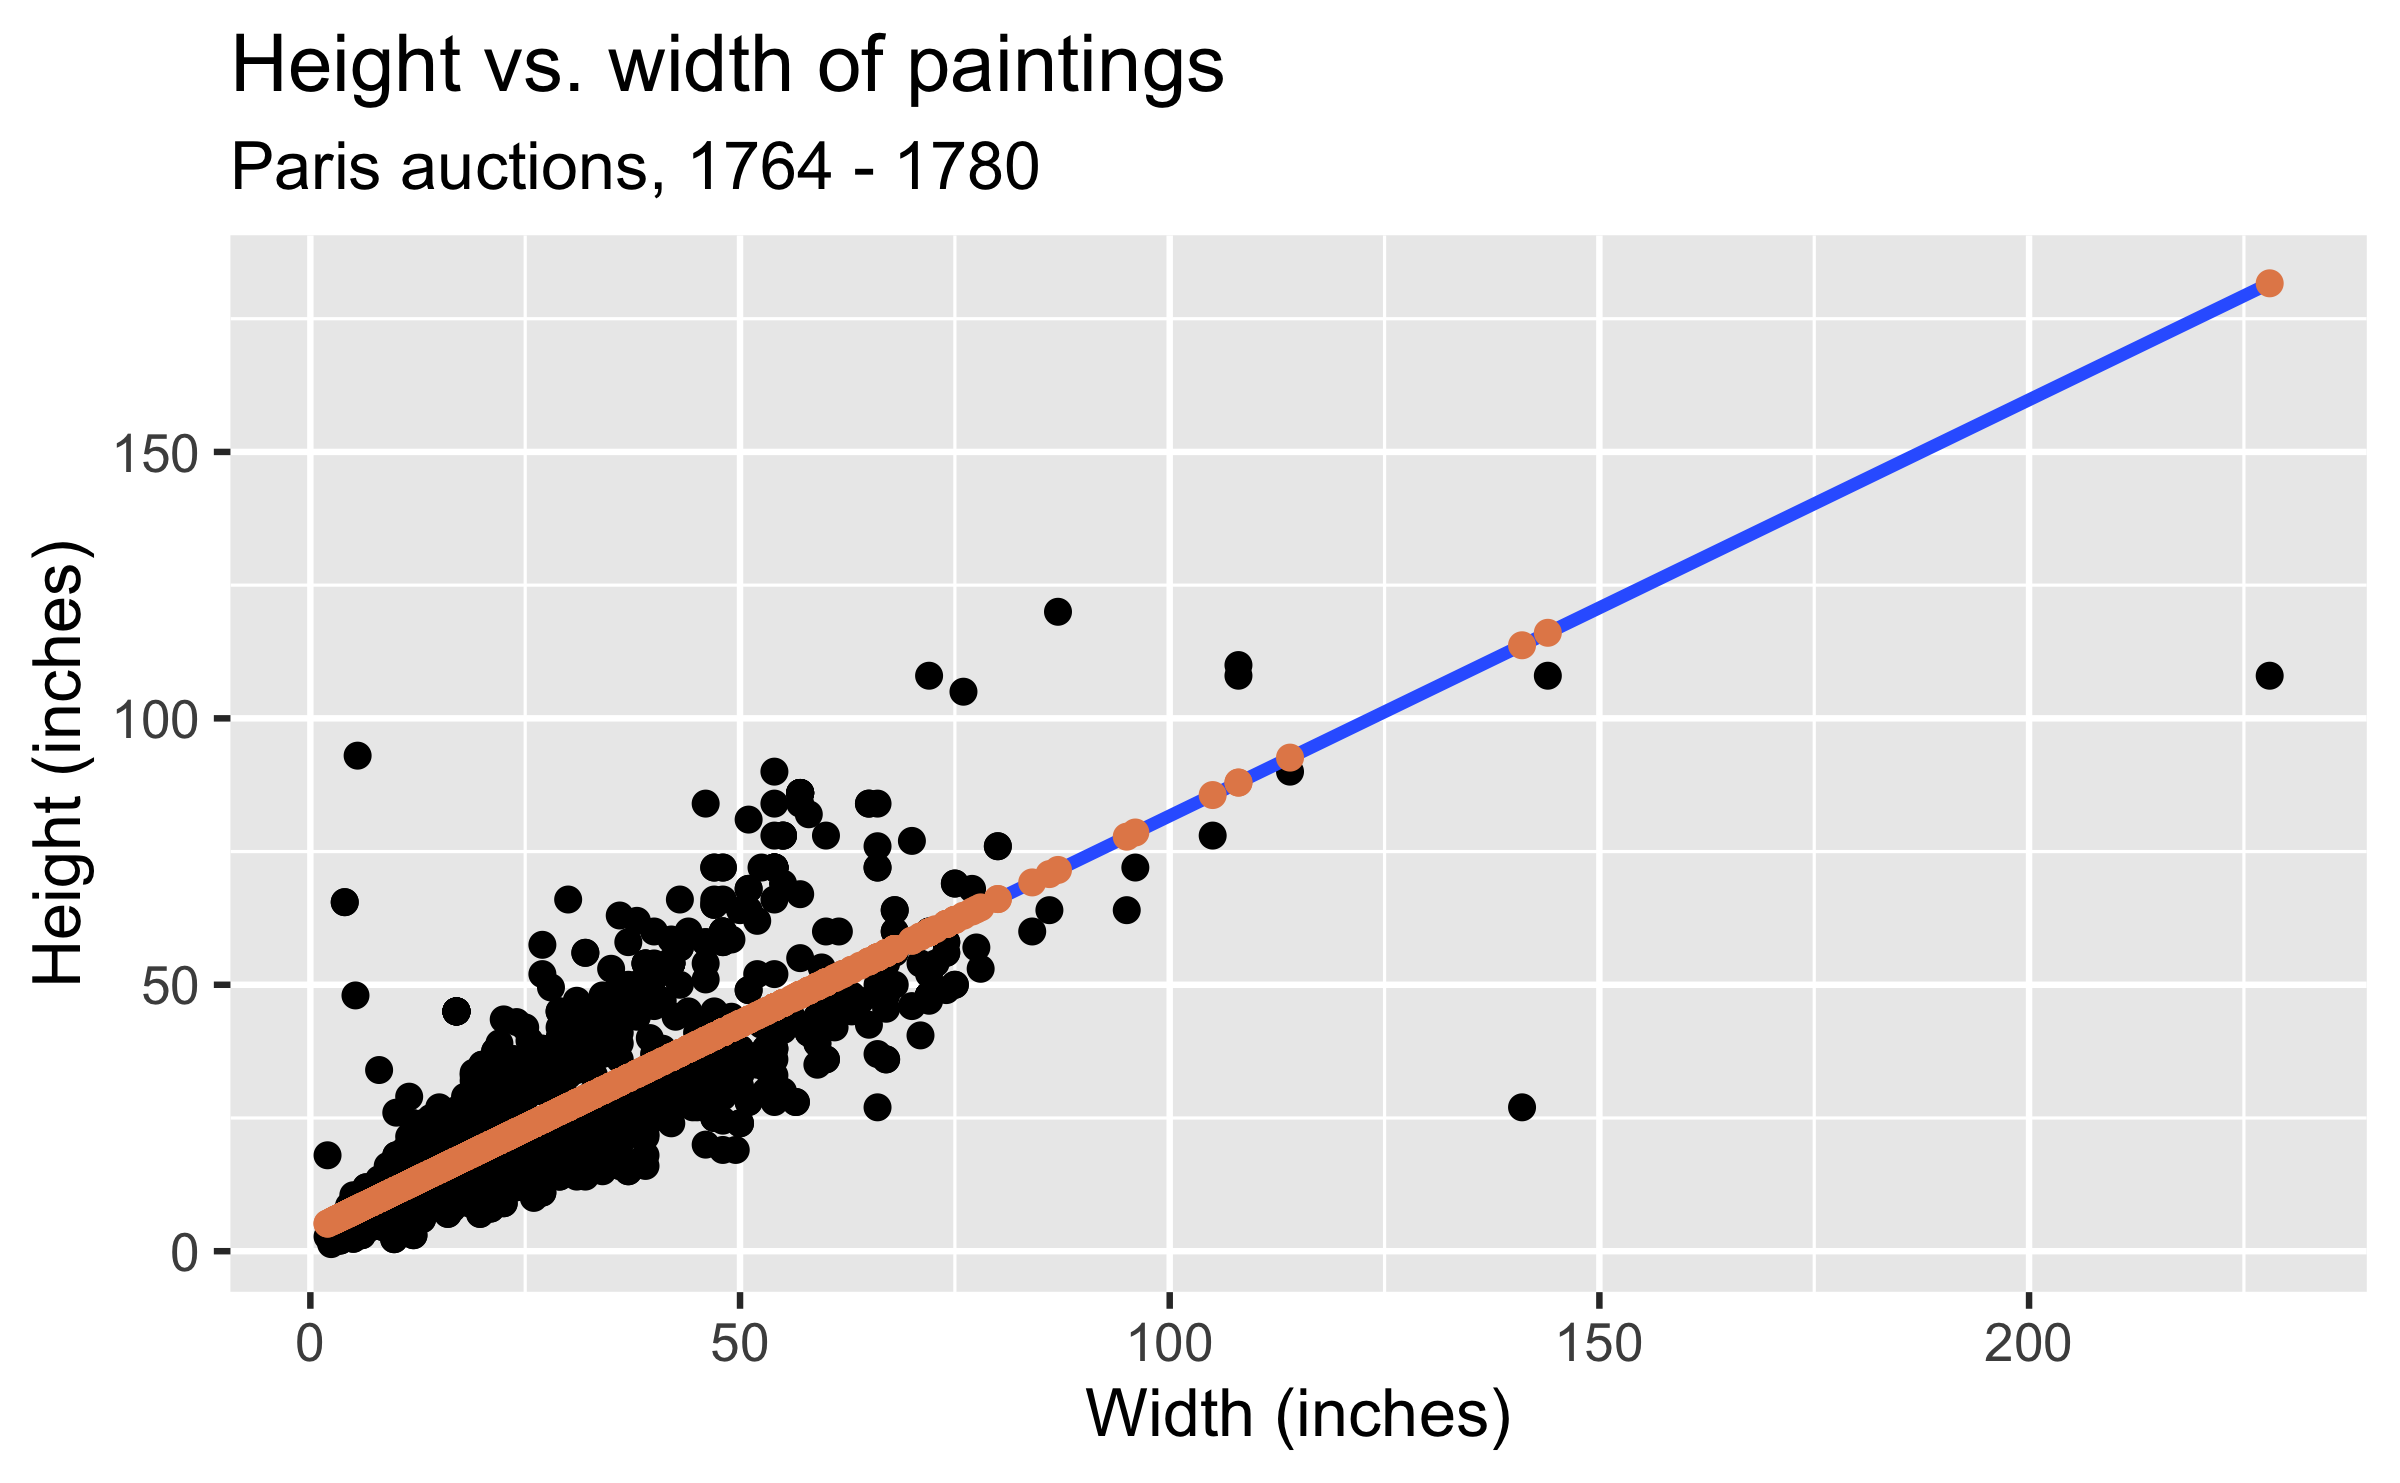 Height vs. width of paintings
Paris auctions, 1764 - 1780
Height (inches)
150
100
50
0
0 50 100 150 200
Width (inches)